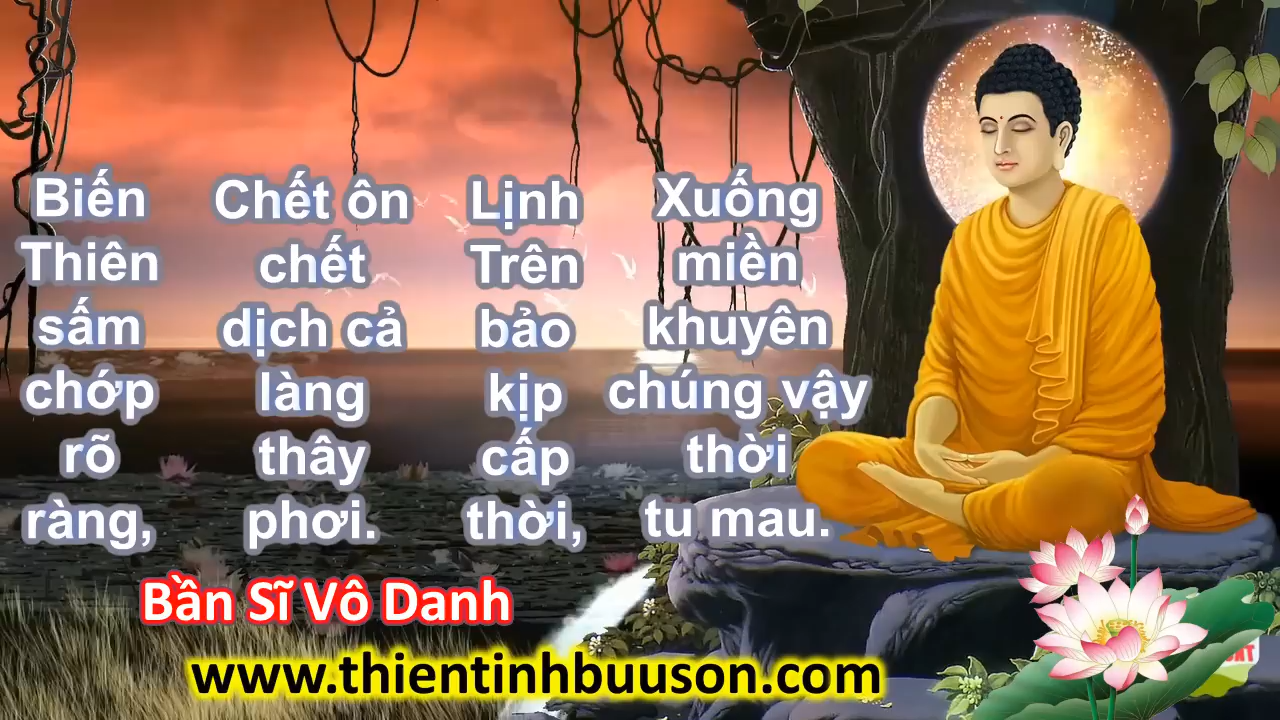 Biến
Thiên
sấm
chớp
rõ
ràng,
Chết ôn
chết
dịch cả
làng
thây
phơi.
Lịnh
Trên
bảo
kịp
cấp
thời,
Xuống
miền
khuyên
chúng vậy
thời
tu mau.
Bần Sĩ Vô Danh
www.thientinhbuuson.com